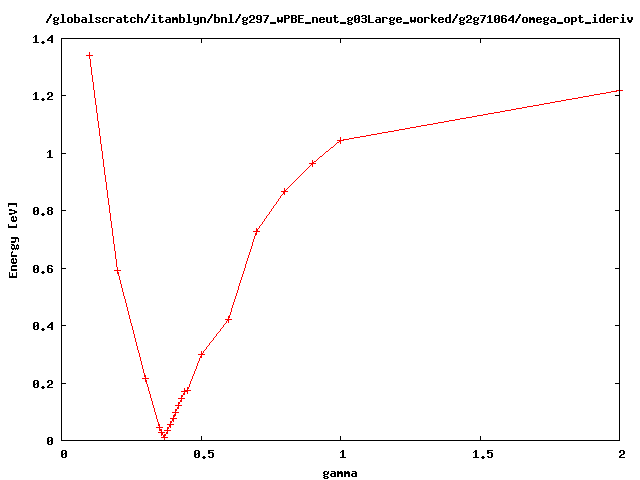 /globalscratch/itamblyn/bnl/g297_wPBE_neut_g03Large_worked/g2g71064/omega_opt_ideriv
1.4
1.2
1
0.8
0.6
0.4
0.2
0
Energy [eV]
0 0.5 1 1.5 2
gamma